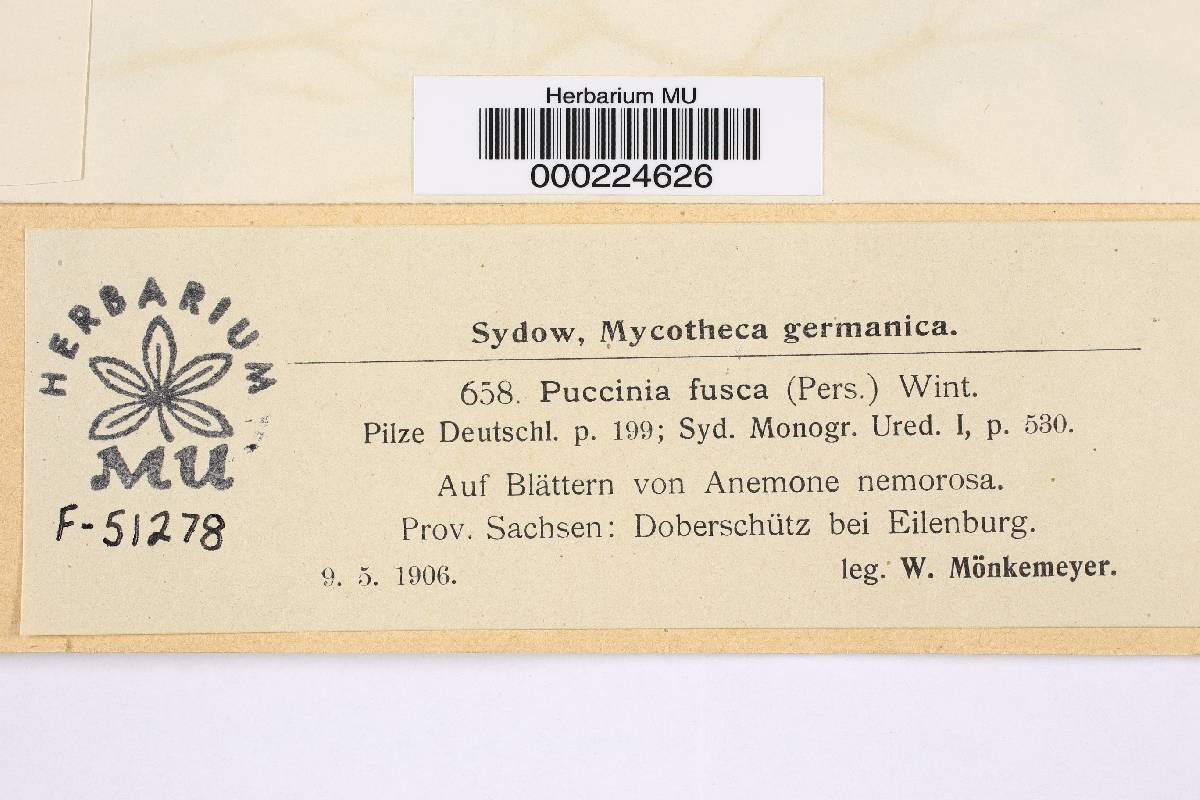 Herbarium MU
000224626
HERBARIUM
MU
F-51278
Sydow, Mycotheca germanica.
658. Puccinia fusca (Pers.) Wint.
Pilze Deutschl. p. 199; Syd. Monogr. Ured. I, p. 530.
Auf Blättern von Anemone nemorosa.
Prov. Sachsen: Doberschütz bei Eilenburg.
9. 5. 1906.
leg. W. Mönkemeyer.